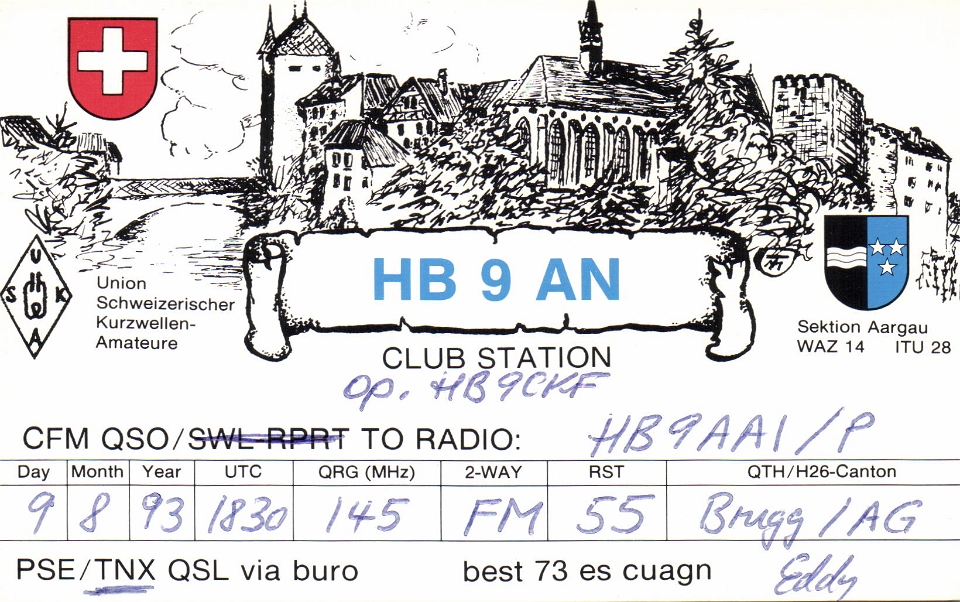 HB 9 AN
U
S K
A
Union
Schweizerischer
Kurzwellen-
Amateure
Sektion Aargau
WAZ 14 ITU 28
CLUB STATION
Op. HB9CKF
CFM QSO/SWL-RPRT TO RADIO: HB9AAI/P
Day Month Year UTC QRG (MHz) 2-WAY RST QTH/H26-Canton
9 8 93 1830 145 FM 55 Brugg/AG
PSE/TNX QSL via buro best 73 es cuagn Eddy